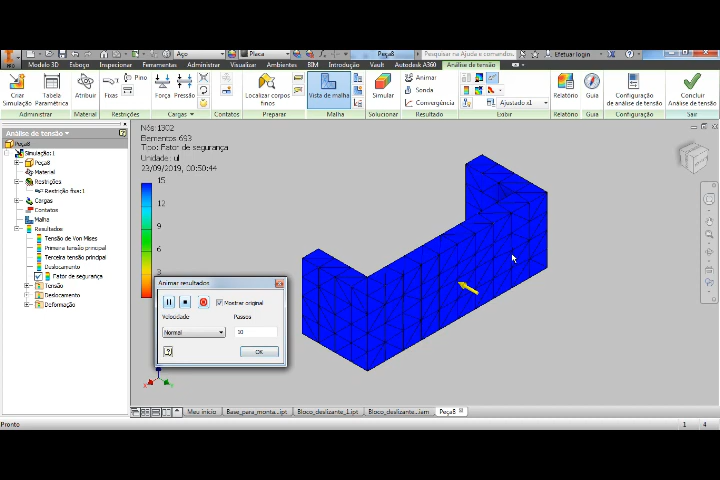 Aço
Placa
Peça8
Pesquisar na Ajuda e comandos.
Efetuar login
PRO
Modelo 3D Esboço Inspecionar Ferramentas Administrar Visualizar Ambientes BIM Introdução Vault Autodesk A360 Análise de tensão
Criar Simulação
Tabela Paramétrica
Atribuir
Fixas
Pino
Força
Pressão
Localizar corpos finos
Vista de malha
Simular
Animar
Sonda
Convergência
Ajustado id.
Relatório
Guia
Configuração de análise de tensão
Concluir Análise de tensão
Administrar Material Restrições Cargas Contatos Preparar Malha Solucionar Resultado Exibir Relatório Guia Configurações Sair
Análise de tensão
Peça8
Simulação:1
Peça8
Material
Restrições
Restrição fixa:1
Cargas
Contatos
Malha
Resultados
Tensão de Von Mises
Primeira tensão principal
Terceira tensão principal
Deslocamento
Fator de segurança
Tensão
Deslocamento
Deformação
Nós: 1302
Elementos 693
Tipo: Fator de segurança
Unidade: ul
23/09/2019, 00:50:44
15
12
9
6
3
Animar resultados
Mostrar original
Velocidade
Passos
Normal
10
OK
X
Meu início
Base_para_monta...ipt
Bloco_deslizante_1.ipt
Bloco_deslizante....iam
Peça8
Pronto
1 4